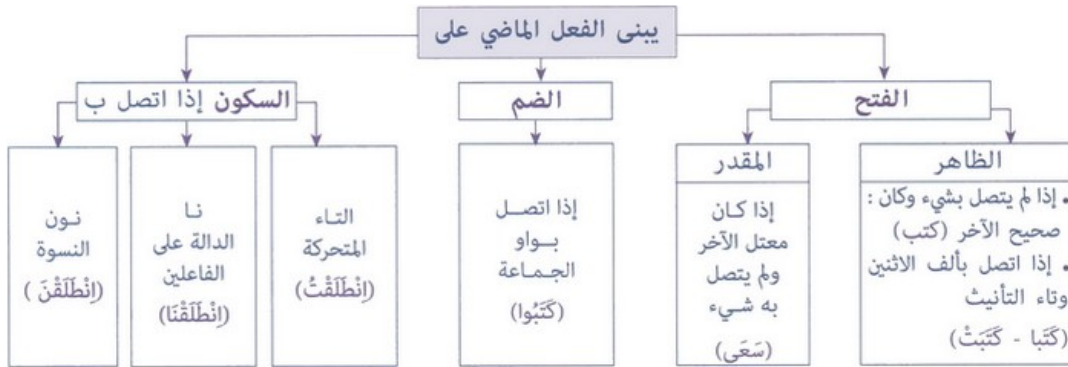 يبنى الفعل الماضي على
الفتح
الظاهر
• إذا لم يتصل بشيء وكان :
صحيح الآخر (كتب)
• إذا اتصل بألف الاثنين
وتاء التأنيث
(كَتَبا - كَتَبَتْ)
المقدر
إذا كان
معتل الآخر
ولم يتصل
به شيء
(سَعَى)
الضم
إذا اتصل
بواو
الجماعة
(كَتَبُوا)
السكون إذا اتصل ب
التاء
المتحركة
(انْطَلَقْتُ)
نا
الدالة على
الفاعلين
(انْطَلَقْنَا)
نون
النسوة
(انْطَلَقْنَ)